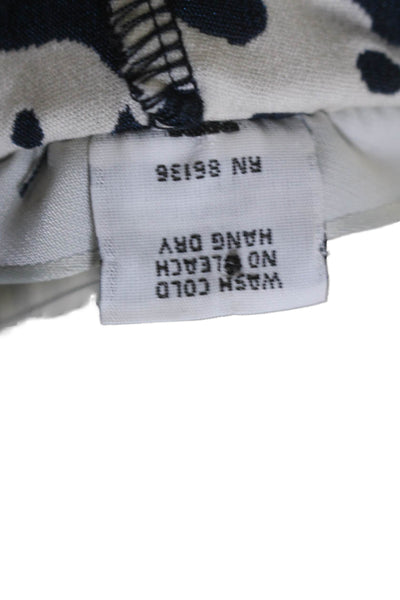 WASH COLD
NO BLEACH
HANG DRY
RN 86136